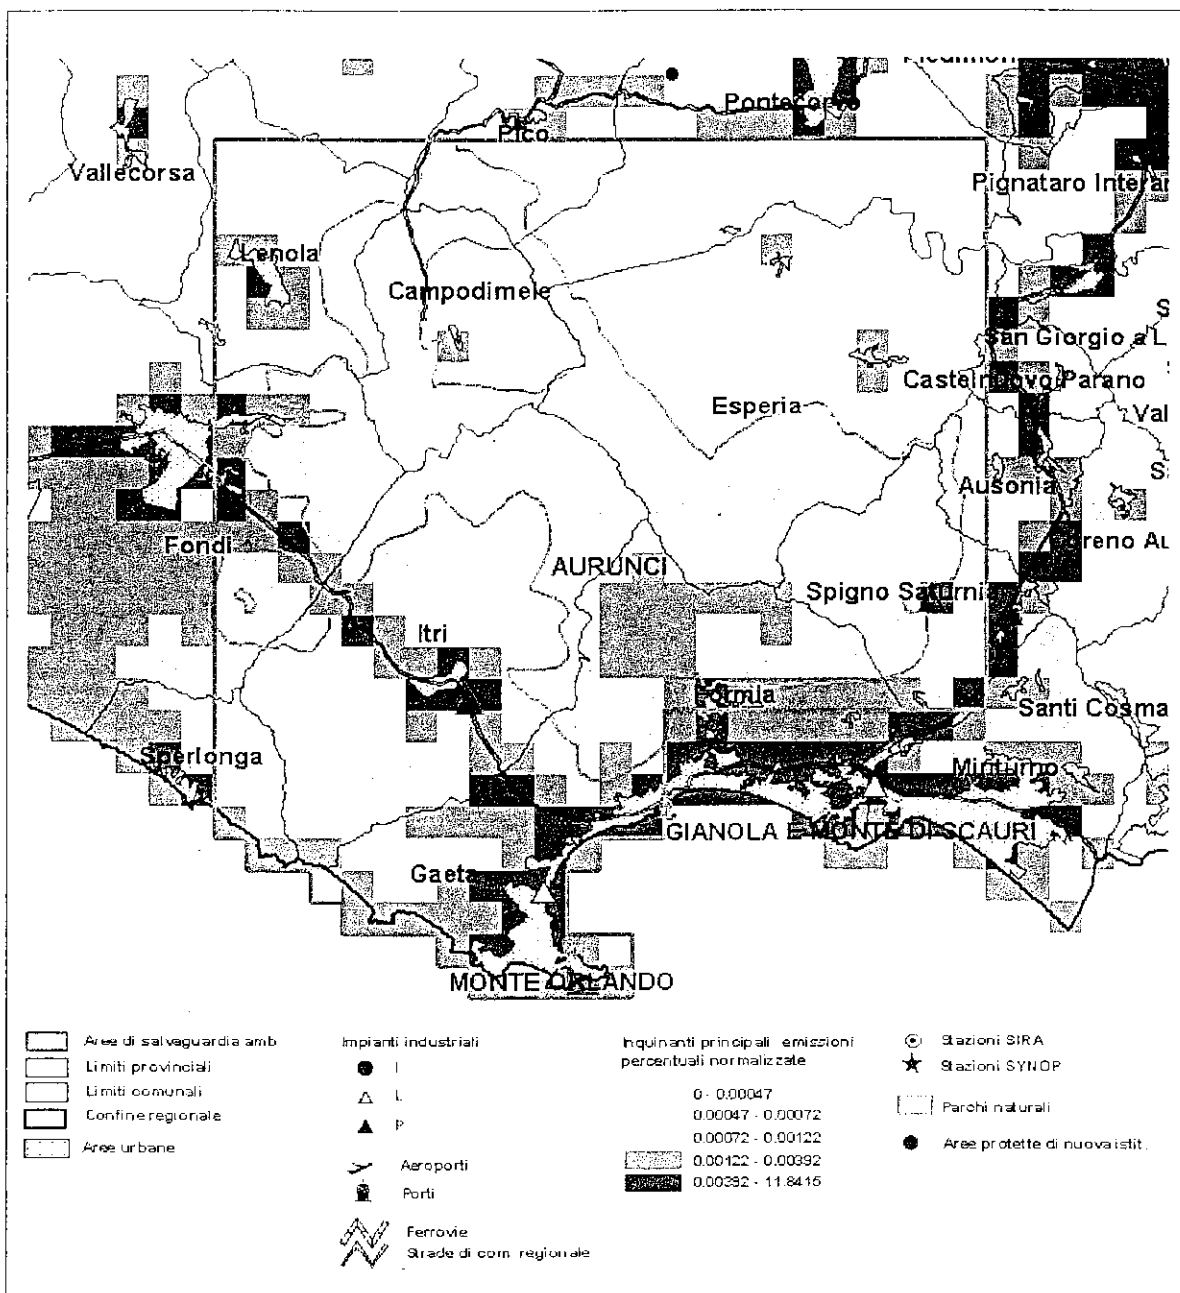 Pontecorvo
Pico
Vallecorsa
Pignataro Interar
Lenola
Campodimele
S
San Giorgio a L
Castelnuovo Parano
Esperia
Val
Ausonia
S
Fondi
Coreno Au
AURUNCI
Spigno Saturnia
Itri
Formia
Santi Cosma
Sperlonga
Minturno
GIANOLA E MONTE DI SCAURI
Gaeta
MONTE ORLANDO
Aree di salvaguardia amb
Limiti provinciali
Limiti comunali
Confine regionale
Aree urbane
Impianti industriali
I
L
P
Aeroporti
Porti
Ferrovie
Strade di com. regionale
Inquinanti principali emissioni
percentuali normalizzate
0 - 0.00047
0.00047 - 0.00072
0.00072 - 0.00122
0.00122 - 0.00392
0.00392 - 11.8415
Stazioni SIRA
Stazioni SYNOP
Parchi naturali
Aree protette di nuova istit.